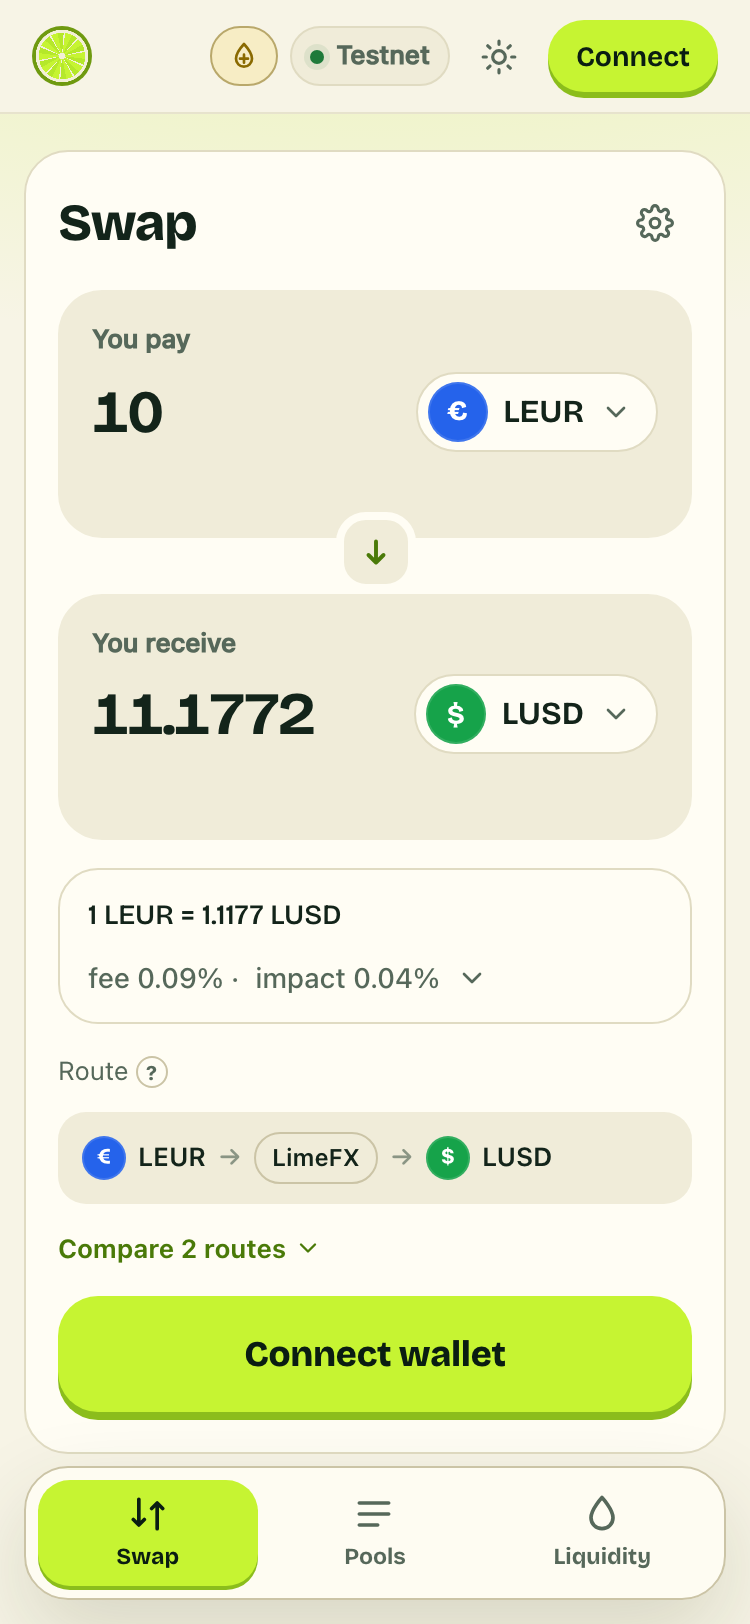 Testnet
Connect
Swap
You pay
10
€ LEUR
You receive
11.1772
$ LUSD
1 LEUR = 1.1177 LUSD
fee 0.09% · impact 0.04%
Route ?
€ LEUR → LimeFX → $ LUSD
Compare 2 routes
Connect wallet
Swap
Pools
Liquidity